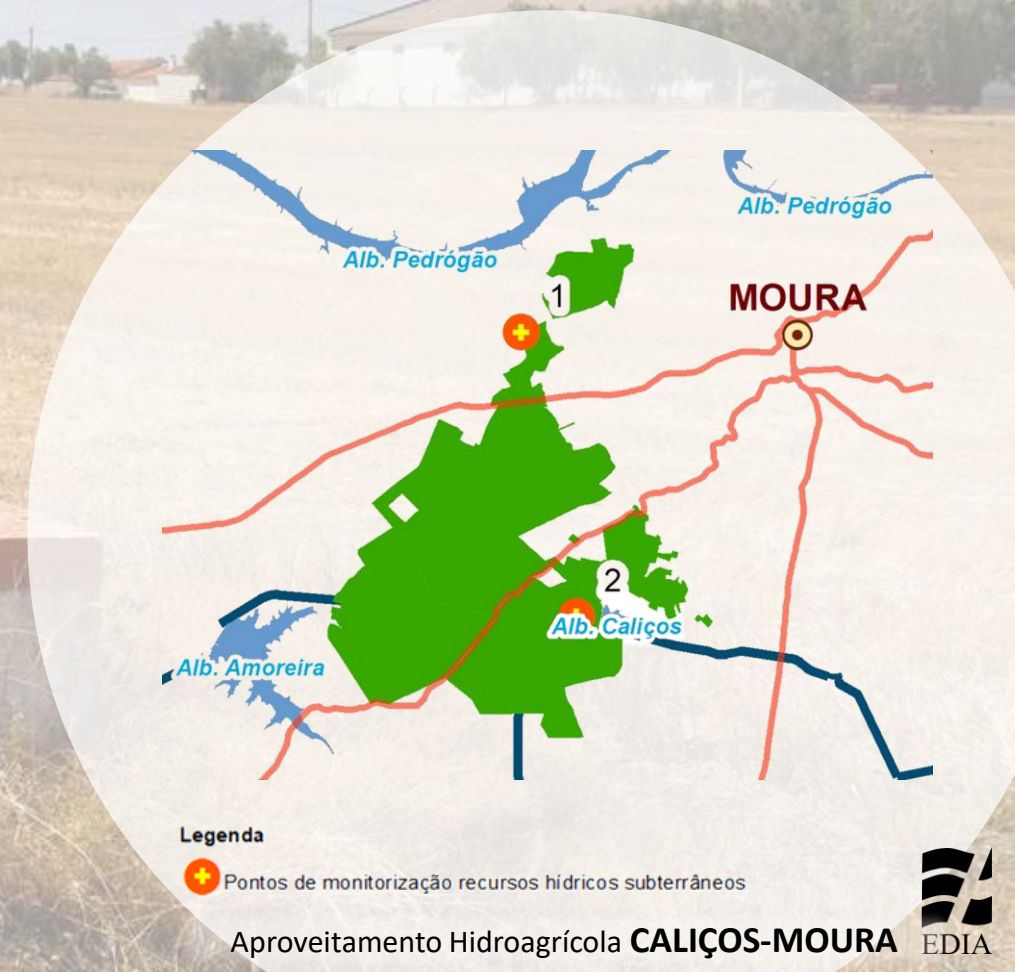 Alb. Pedrógão
Alb. Pedrógão
1
MOURA
2
Alb. Caliços
Alb. Amoreira
Legenda
Pontos de monitorização recursos hídricos subterrâneos
Aproveitamento Hidroagrícola CALIÇOS-MOURA
EDIA